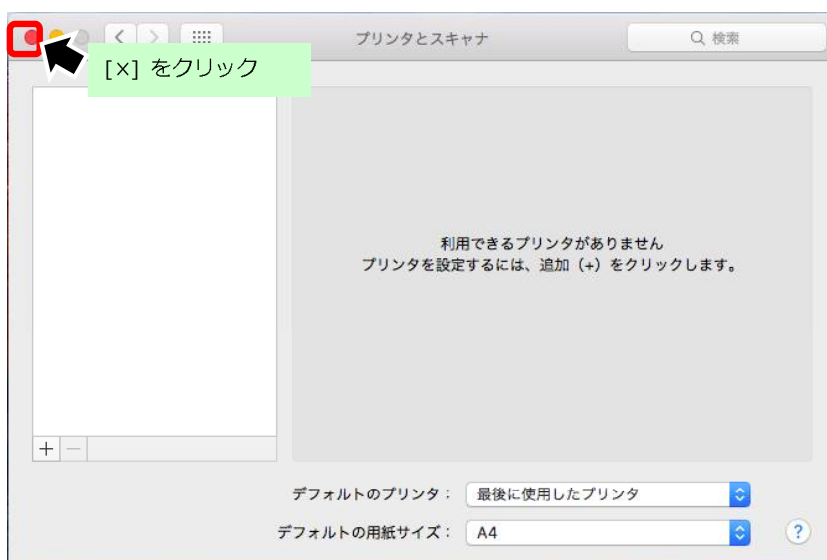 プリンタとスキャナ
検索
[×] をクリック
利用できるプリンタがありません
プリンタを設定するには、追加（+）をクリックします。
+ −
デフォルトのプリンタ：
最後に使用したプリンタ
デフォルトの用紙サイズ：
A4
?